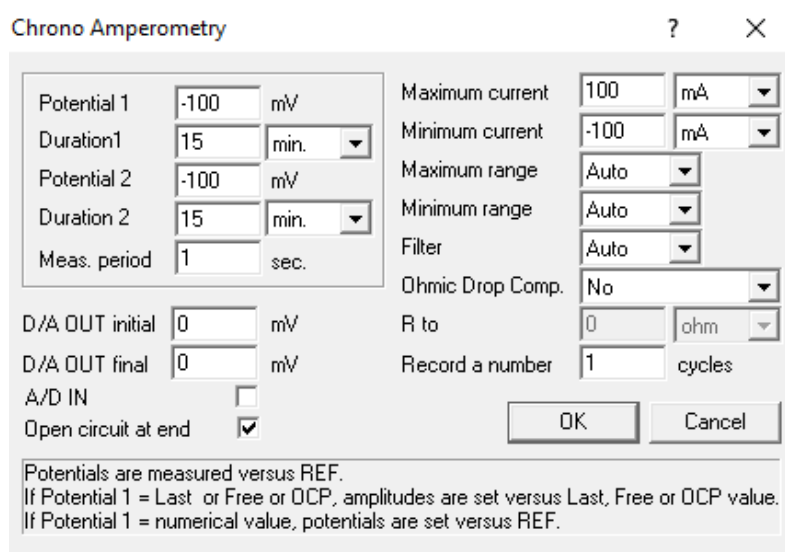 Chrono Amperometry ? ×
Potential 1 -100 mV
Duration1 15 min.
Potential 2 -100 mV
Duration 2 15 min.
Meas. period 1 sec.
D/A OUT initial 0 mV
D/A OUT final 0 mV
A/D IN
Open circuit at end
Maximum current 100 mA
Minimum current -100 mA
Maximum range Auto
Minimum range Auto
Filter Auto
Ohmic Drop Comp. No
R to 0 ohm
Record a number 1 cycles
OK Cancel
Potentials are measured versus REF.
If Potential 1 = Last or Free or OCP, amplitudes are set versus Last, Free or OCP value.
If Potential 1 = numerical value, potentials are set versus REF.